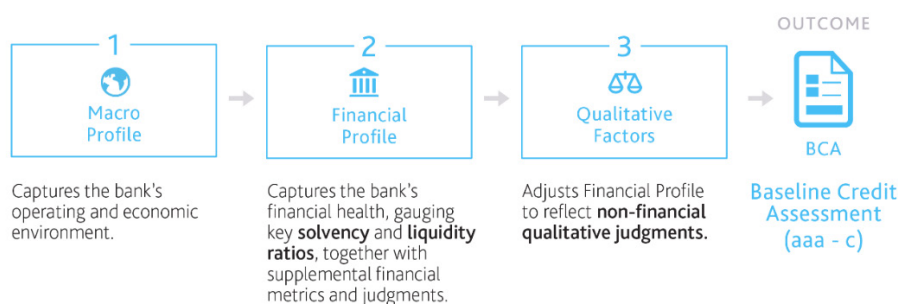 1
Macro
Profile
Captures the bank's
operating and economic
environment.
2
Financial
Profile
Captures the bank's
financial health, gauging
key solvency and liquidity
ratios, together with
supplemental financial
metrics and judgments.
3
Qualitative
Factors
Adjusts Financial Profile
to reflect non-financial
qualitative judgments.
OUTCOME
BCA
Baseline Credit
Assessment
(aaa - c)